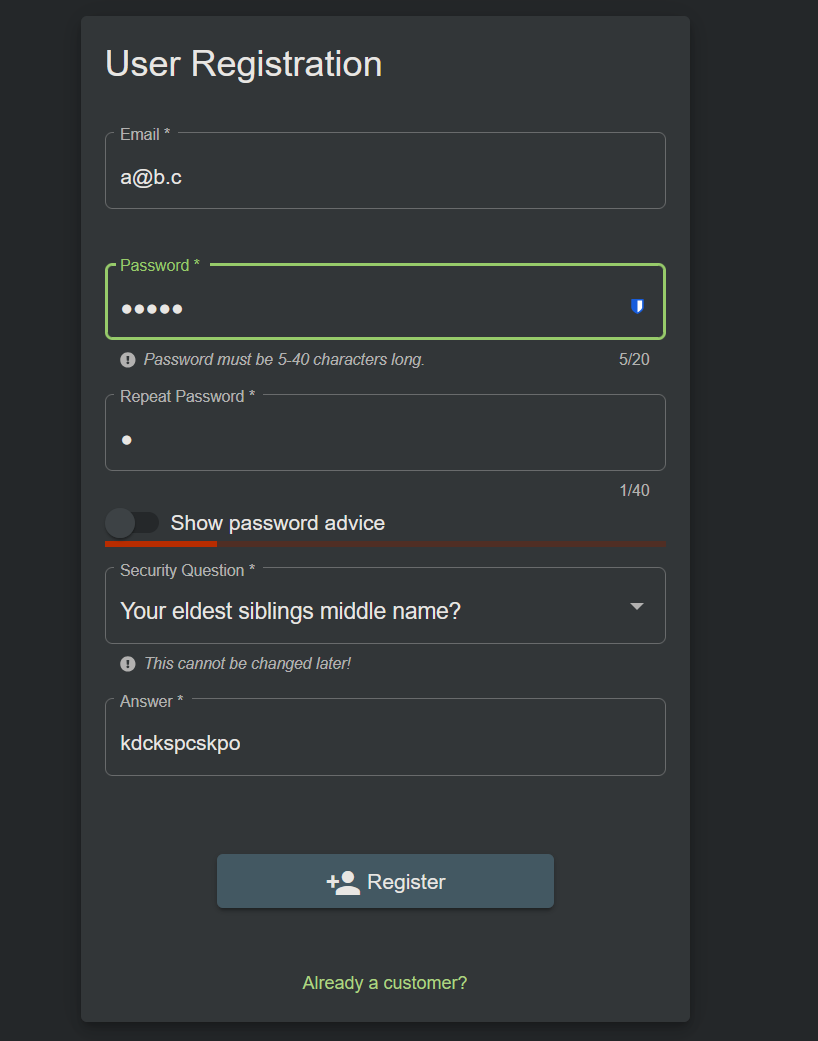 User Registration
Email *
a@b.c
Password *
●●●●●
Password must be 5-40 characters long. 5/20
Repeat Password *
●
1/40
Show password advice
Security Question *
Your eldest siblings middle name?
This cannot be changed later!
Answer *
kdckspcskpo
Register
Already a customer?